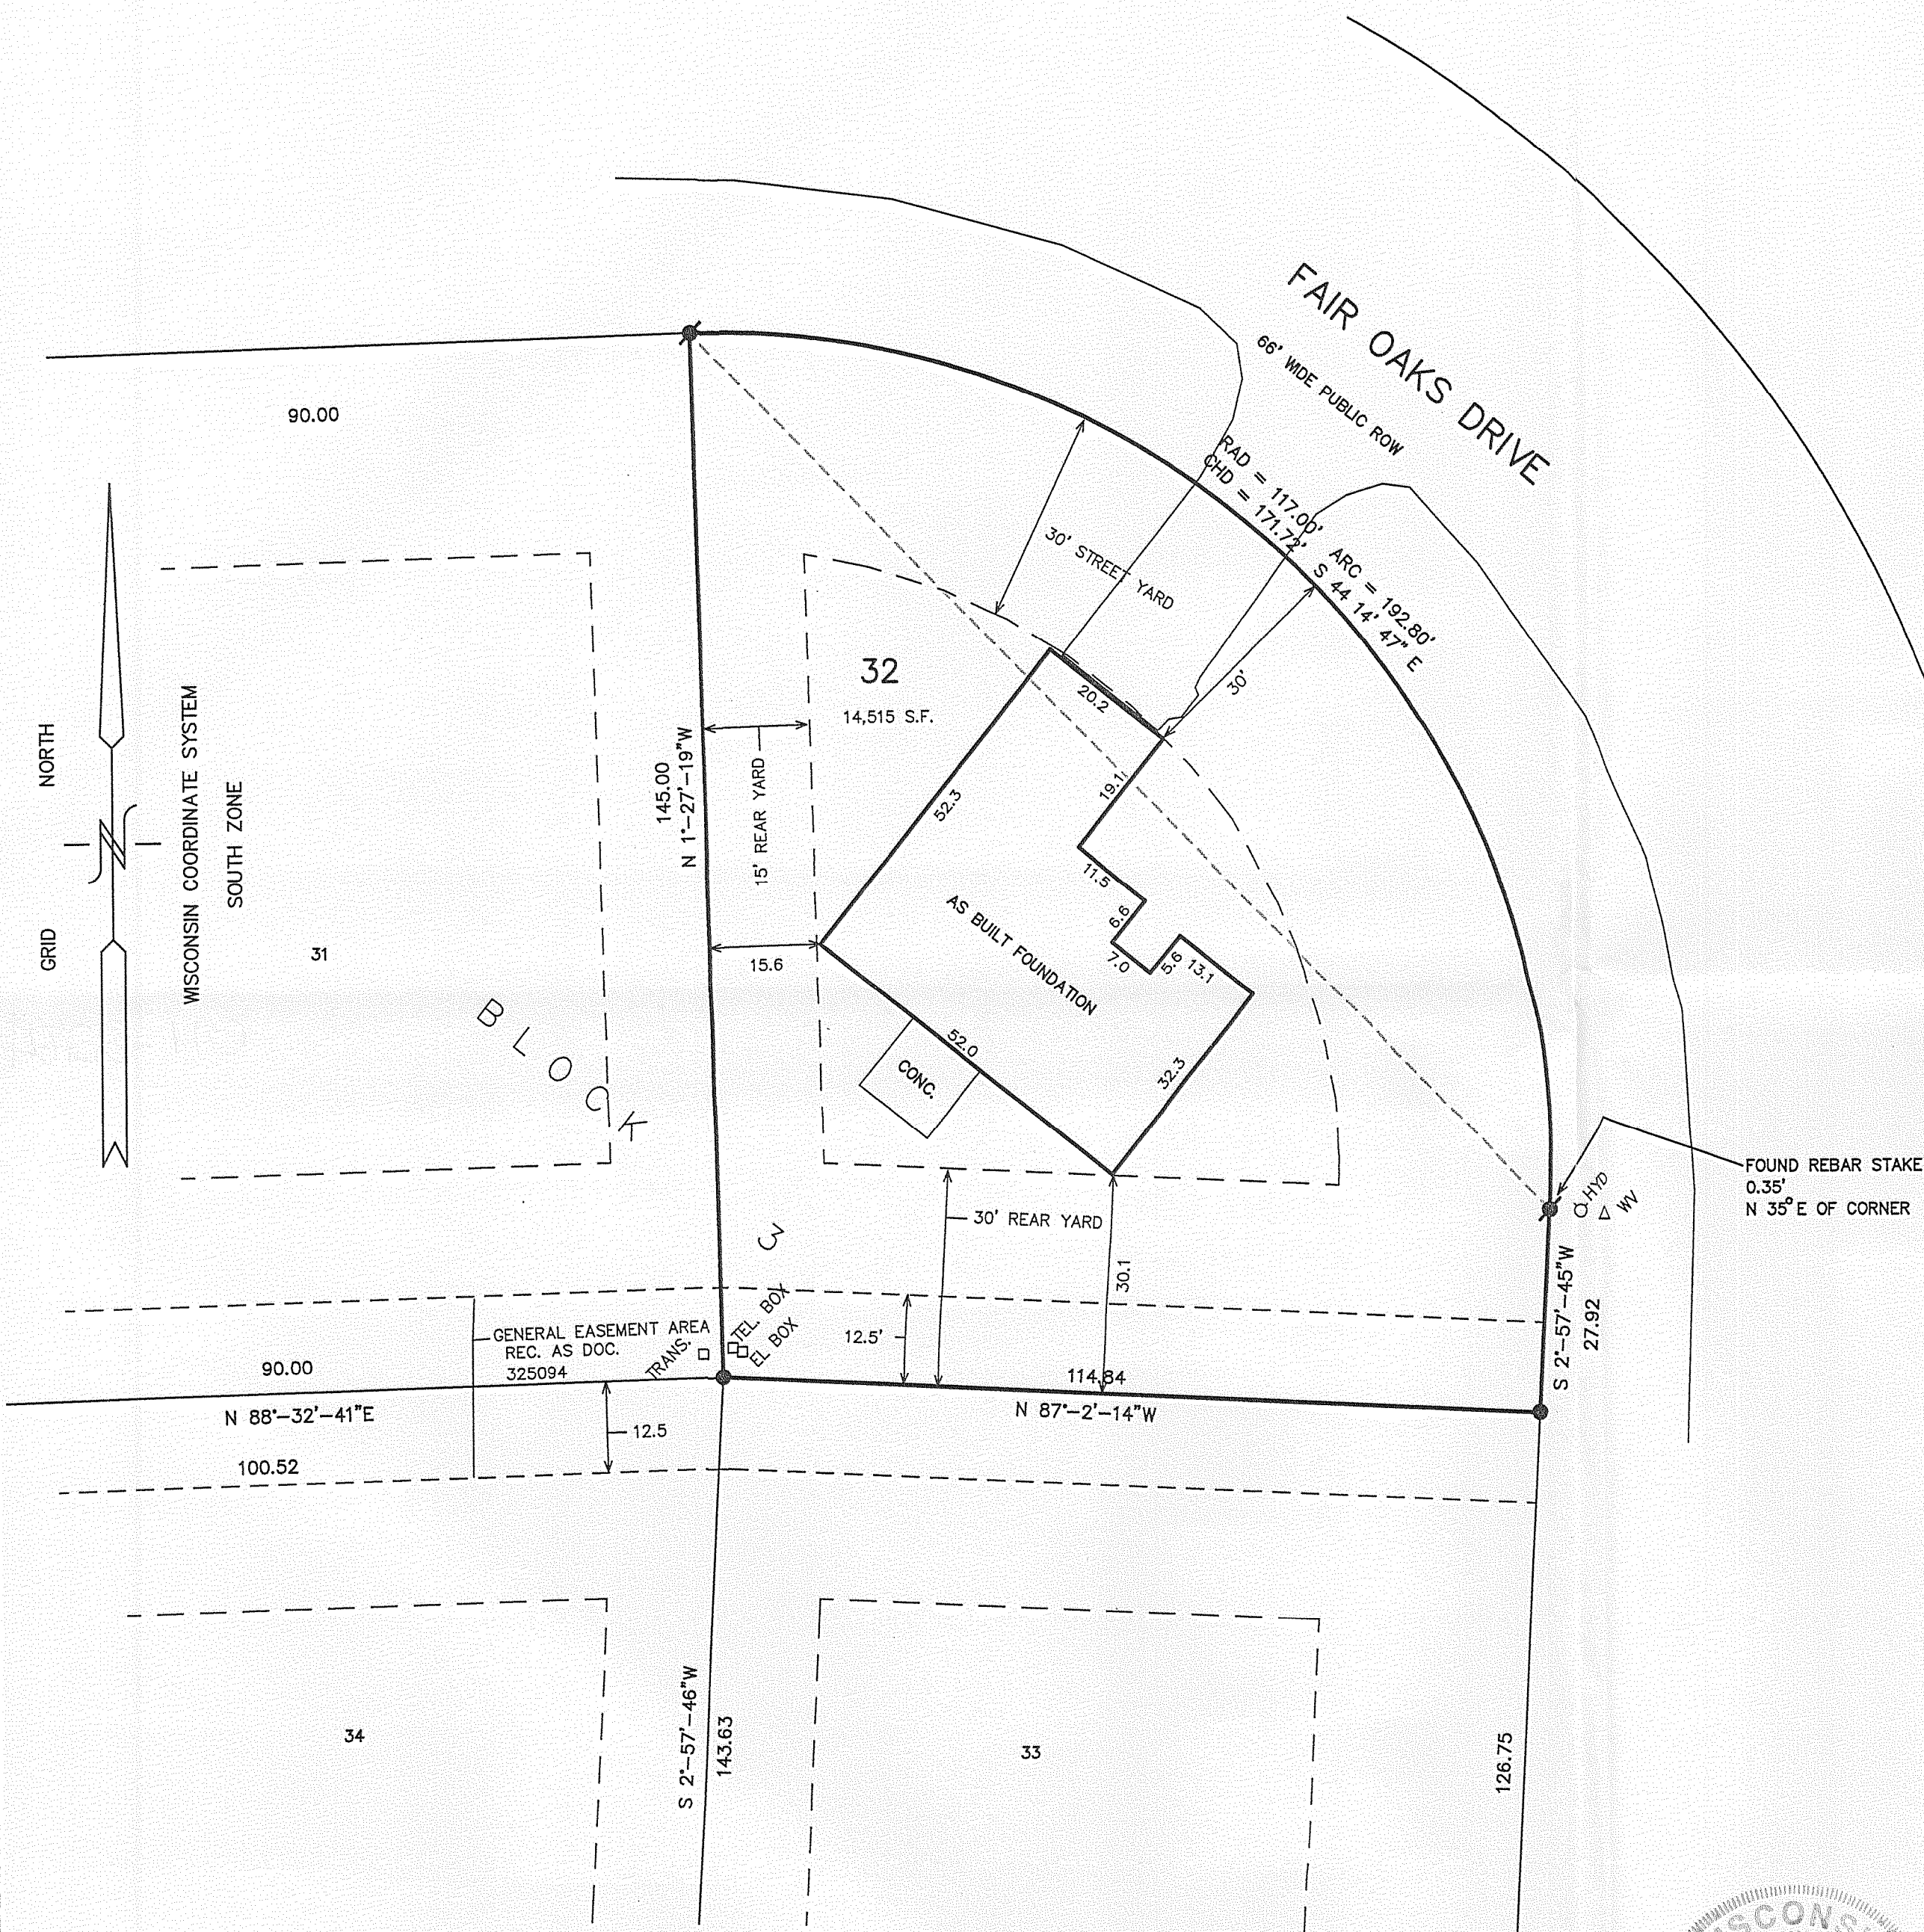 FAIR OAKS DRIVE
66' WIDE PUBLIC ROW
RAD = 117.00' ARC = 192.80'
CHD = 171.72' S 44 14' 47" E
90.00
30' STREET YARD
30'
32
14,515 S.F.
20.2
19.1
52.3
11.5
6.6
7.0
5.6
13.1
32.3
52.0
AS BUILT FOUNDATION
CONC.
GRID NORTH
N
WISCONSIN COORDINATE SYSTEM
SOUTH ZONE
145.00
N 1°-27'-19"W
15' REAR YARD
15.6
31
BLOCK 3
FOUND REBAR STAKE
0.35'
N 35° E OF CORNER
HYD
WV
30' REAR YARD
30.1
S 2°-57'-45"W
27.92
GENERAL EASEMENT AREA
REC. AS DOC.
325094
TRANS.
TEL. BOX
EL BOX
12.5'
90.00
114.84
N 88°-32'-41"E
N 87°-2'-14"W
12.5
100.52
S 2°-57'-46"W
143.63
126.75
34
33